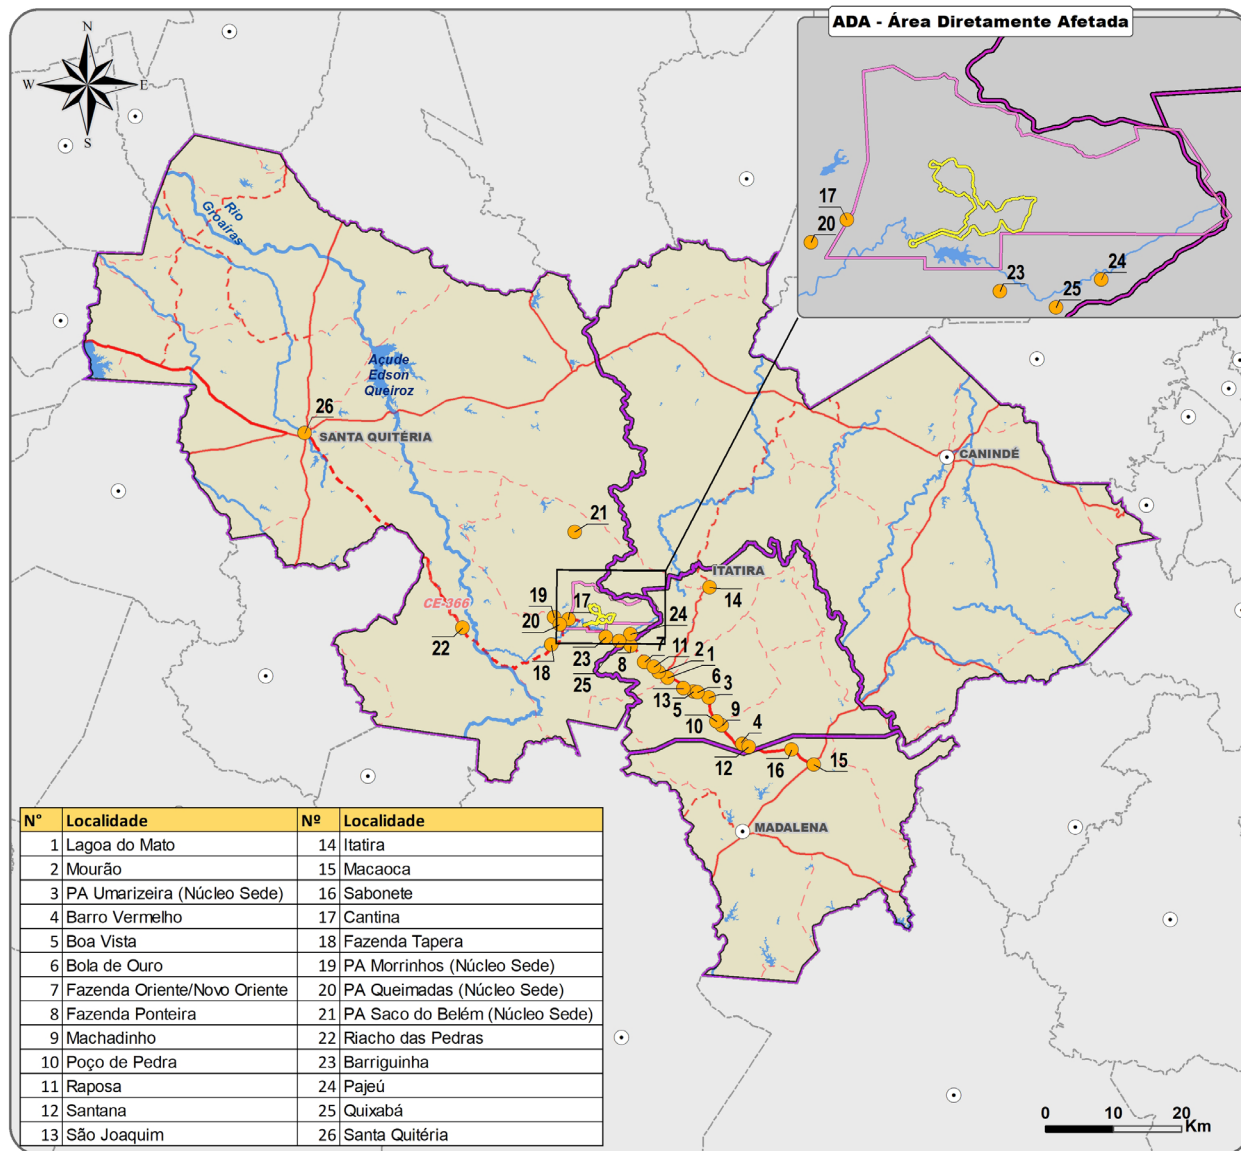 ADA - Área Diretamente Afetada
N
W
E
S
17
20
24
23
25
Rio
Groaíras
Açude
Edson
Queiroz
26
SANTA QUITÉRIA
CANINDÉ
21
ITATIRA
14
CE-366
19
17
20
24
22
18
23
25
8
7
11
2
1
6
13
3
5
10
9
4
12
16
15
MADALENA
N° Localidade Nº Localidade
1 Lagoa do Mato 14 Itatira
2 Mourão 15 Macaoca
3 PA Umarizeira (Núcleo Sede) 16 Sabonete
4 Barro Vermelho 17 Cantina
5 Boa Vista 18 Fazenda Tapera
6 Bola de Ouro 19 PA Morrinhos (Núcleo Sede)
7 Fazenda Oriente/Novo Oriente 20 PA Queimadas (Núcleo Sede)
8 Fazenda Ponteira 21 PA Saco do Belém (Núcleo Sede)
9 Machadinho 22 Riacho das Pedras
10 Poço de Pedra 23 Barriguinha
11 Raposa 24 Pajeú
12 Santana 25 Quixabá
13 São Joaquim 26 Santa Quitéria
0 10 20
Km